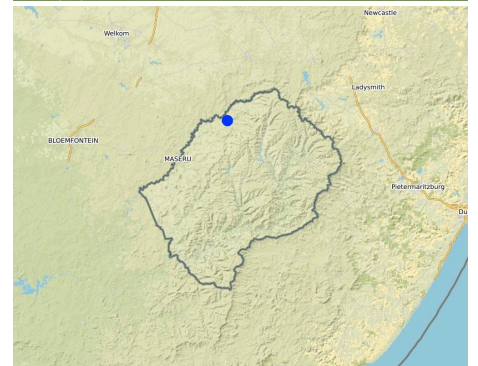 Newcastle
Welkom
Ladysmith
BLOEMFONTEIN
MASERU
Pietermaritzburg
Du